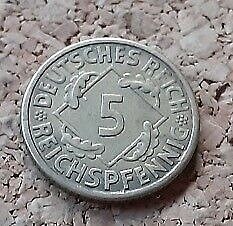 DEUTSCHES REICH
5
REICHSPFENNIG